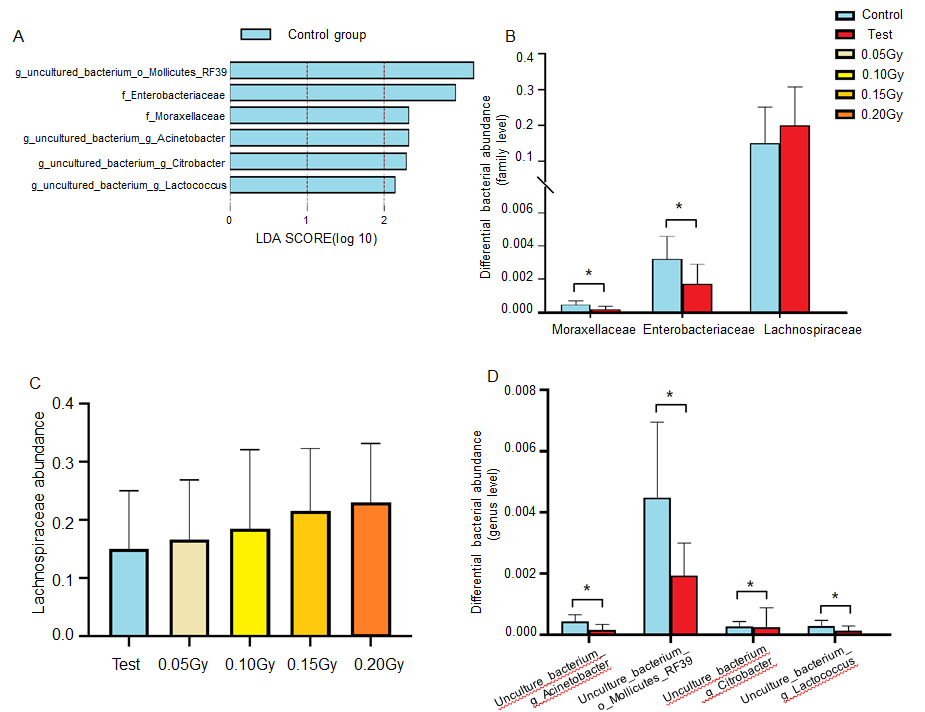 A
Control group
g_uncultured_bacterium_o_Mollicutes_RF39
f_Enterobacteriaceae
f_Moraxellaceae
g_uncultured_bacterium_g_Acinetobacter
g_uncultured_bacterium_g_Citrobacter
g_uncultured_bacterium_g_Lactococcus
0
1
2
LDA SCORE(log 10)
B
Control
Test
0.05Gy
0.10Gy
0.15Gy
0.20Gy
Differential bacterial abundance
(family level)
0.4
0.3
0.2
0.1
0.006
0.004
0.002
0.000
*
*
Moraxellaceae
Enterobacteriaceae
Lachnospiraceae
C
Lachnospiraceae abundance
0.4
0.3
0.2
0.1
0.0
Test
0.05Gy
0.10Gy
0.15Gy
0.20Gy
D
Differential bacterial abundance
(genus level)
0.008
0.006
0.004
0.002
0.000
*
*
*
*
Unculture_bacterium_
g_Acinetobacter
Unculture_bacterium_
o_Mollicutes_RF39
Unculture_bacterium
g_Citrobacter
Unculture_bacterium_
g_Lactococcus